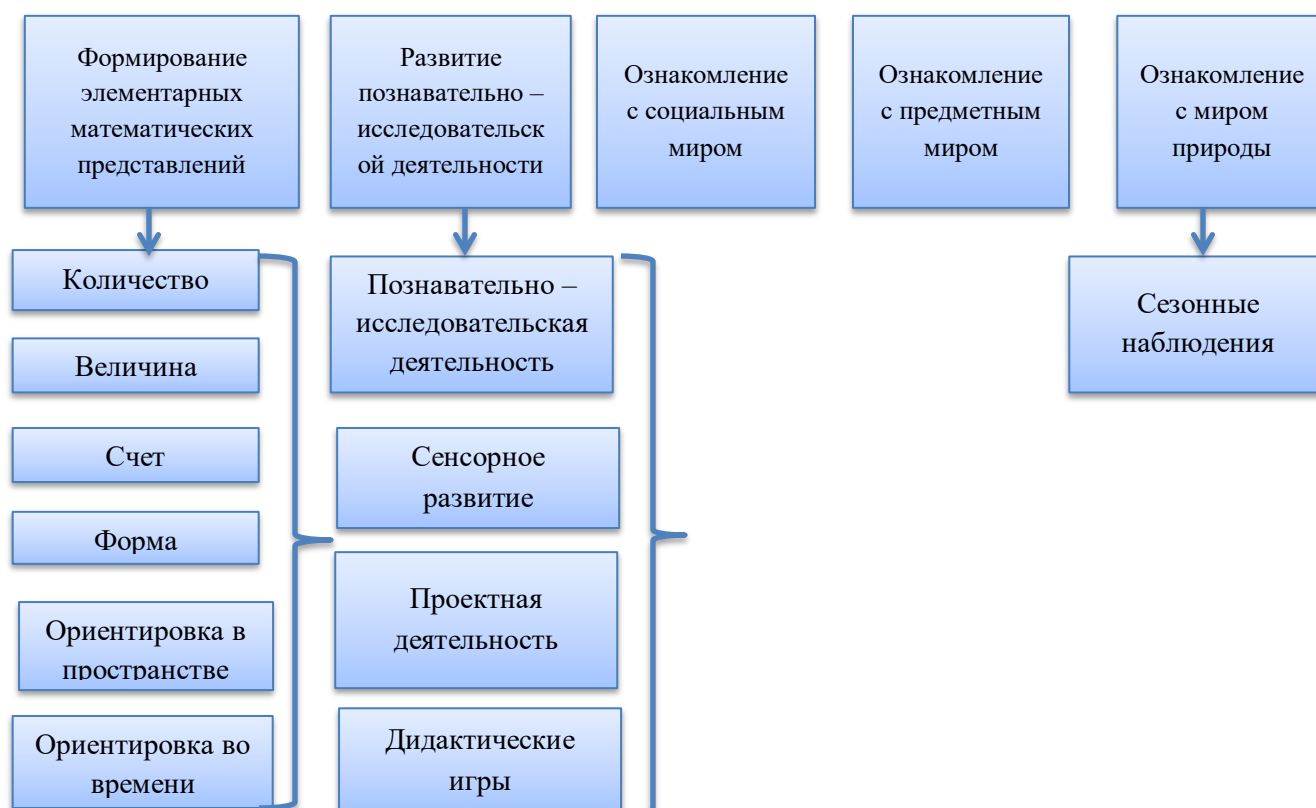 Формирование
элементарных
математических
представлений
Развитие
познавательно –
исследовательск
ой деятельности
Ознакомление
с социальным
миром
Ознакомление
с предметным
миром
Ознакомление
с миром
природы
Количество
Величина
Счет
Форма
Ориентировка в
пространстве
Ориентировка во
времени
Познавательно –
исследовательская
деятельность
Сенсорное
развитие
Проектная
деятельность
Дидактические
игры
Сезонные
наблюдения